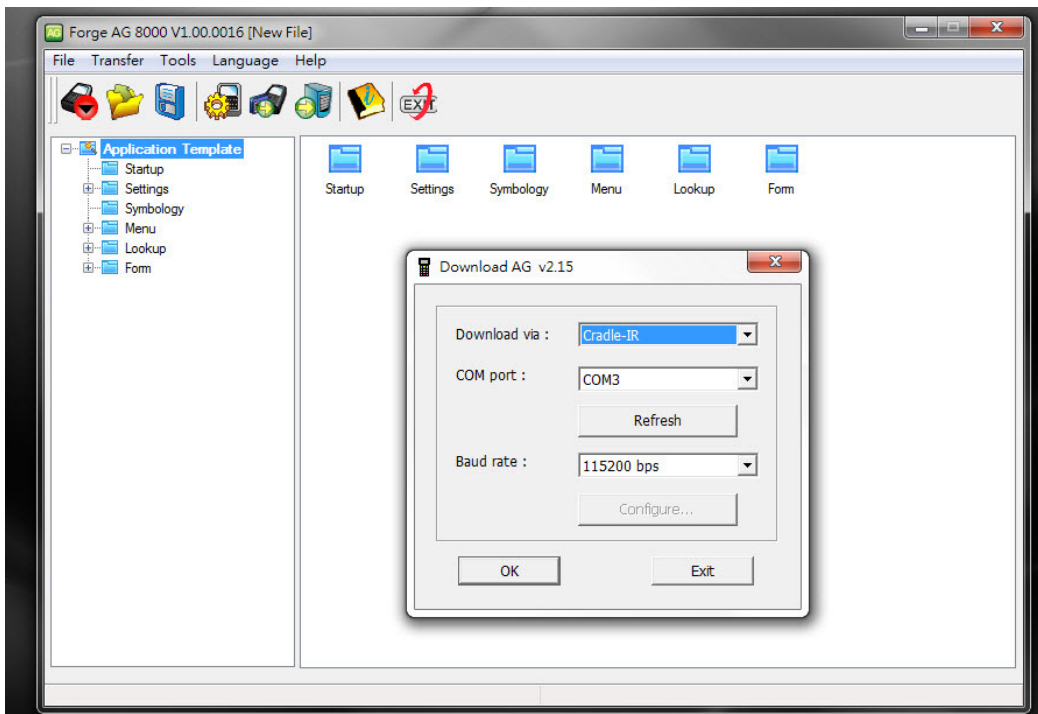 AG Forge AG 8000 V1.00.0016 [New File]
File Transfer Tools Language Help
EXIT
Application Template
Startup
Settings
Symbology
Menu
Lookup
Form
Startup Settings Symbology Menu Lookup Form
Download AG v2.15
Download via : Cradle-IR
COM port : COM3
Refresh
Baud rate : 115200 bps
Configure...
OK Exit